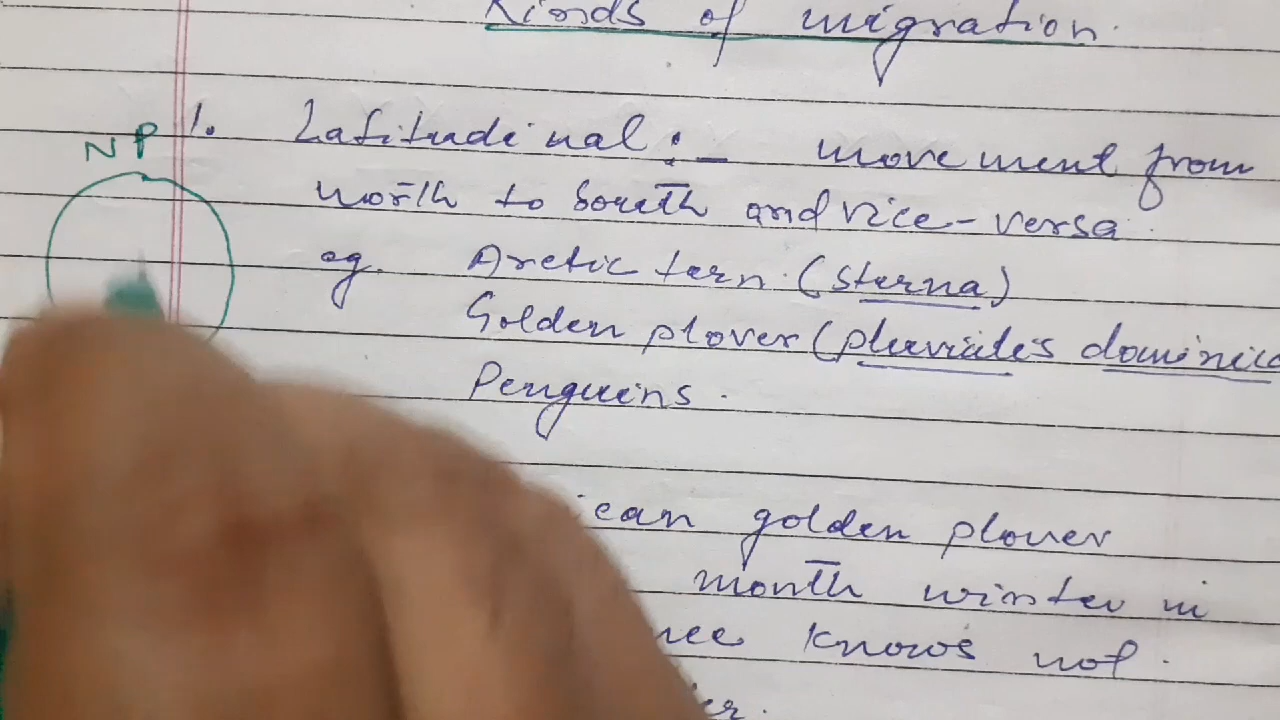 Kinds of migration.
NP
1. Latitudinal :- movement from
north to South and vice-versa.
eg. Arctic tern. (Sterna)
Golden plover (pluviales dominica
Penguins.
ican golden plover
month winter in
knows not.